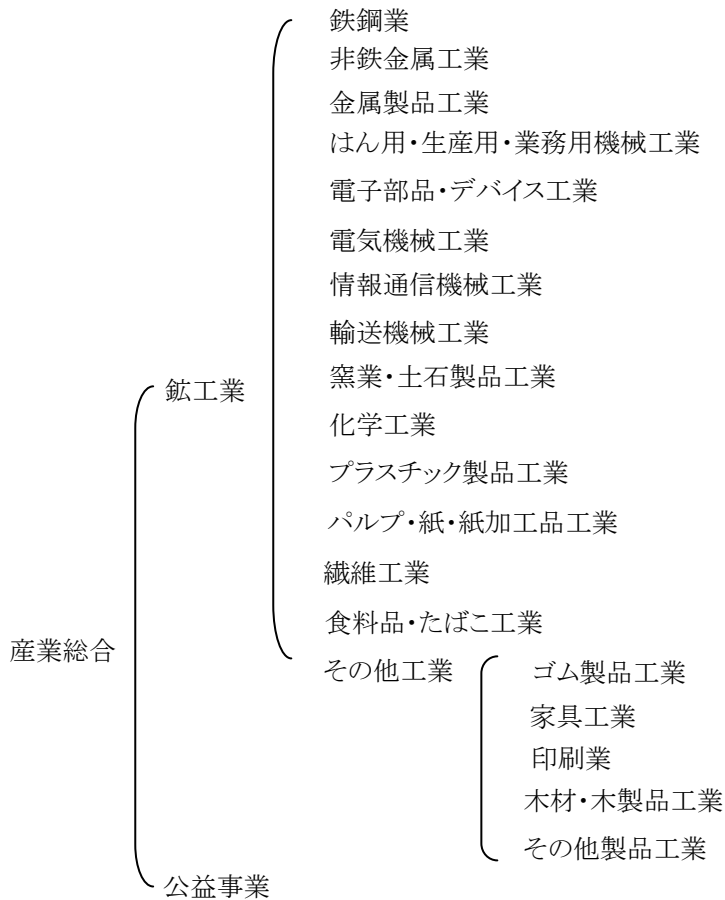 鉄鋼業
非鉄金属工業
金属製品工業
はん用・生産用・業務用機械工業
電子部品・デバイス工業
電気機械工業
情報通信機械工業
輸送機械工業
窯業・土石製品工業
鉱工業
化学工業
プラスチック製品工業
パルプ・紙・紙加工品工業
繊維工業
食料品・たばこ工業
産業総合
その他工業
ゴム製品工業
家具工業
印刷業
木材・木製品工業
その他製品工業
公益事業